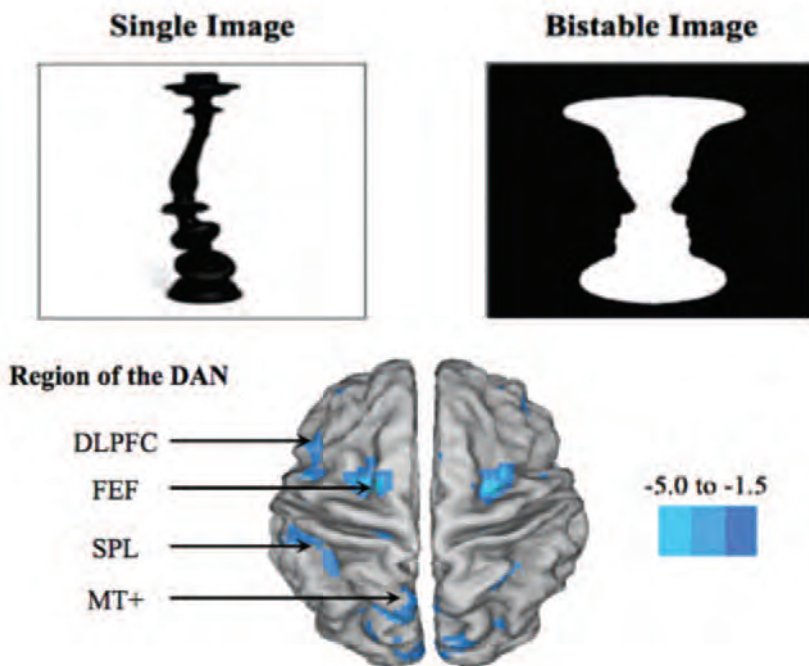 Single Image
Bistable Image
Region of the DAN
DLPFC
FEF
-5.0 to -1.5
SPL
MT+